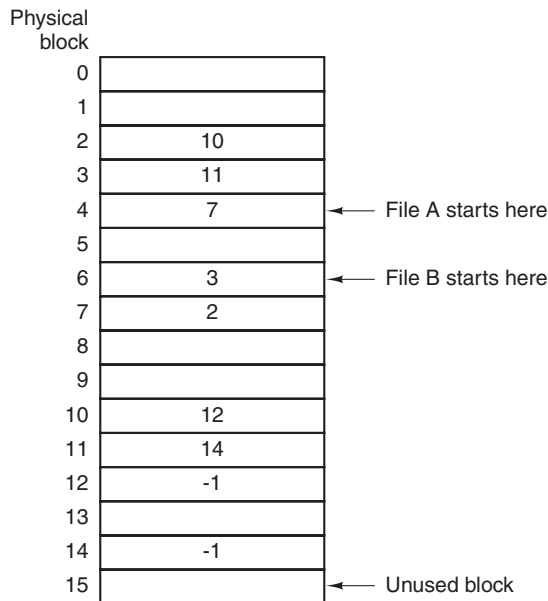 Physical
block
0
1
2 10
3 11
4 7 File A starts here
5
6 3 File B starts here
7 2
8
9
10 12
11 14
12 -1
13
14 -1
15 Unused block